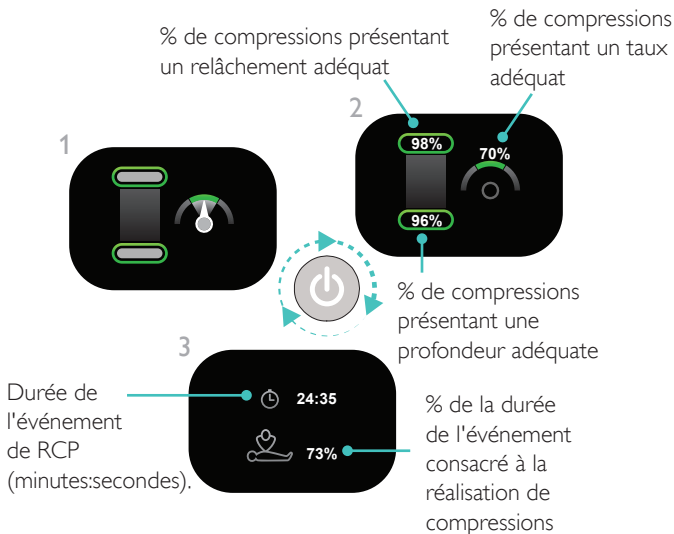 % de compressions présentant
un relâchement adéquat
% de compressions
présentant un taux
adéquat
1
2
98%
70%
96%
% de compressions
présentant une
profondeur adéquate
3
Durée de
l'événement
de RCP
(minutes:secondes).
24:35
73%
% de la durée
de l'événement
consacré à la
réalisation de
compressions